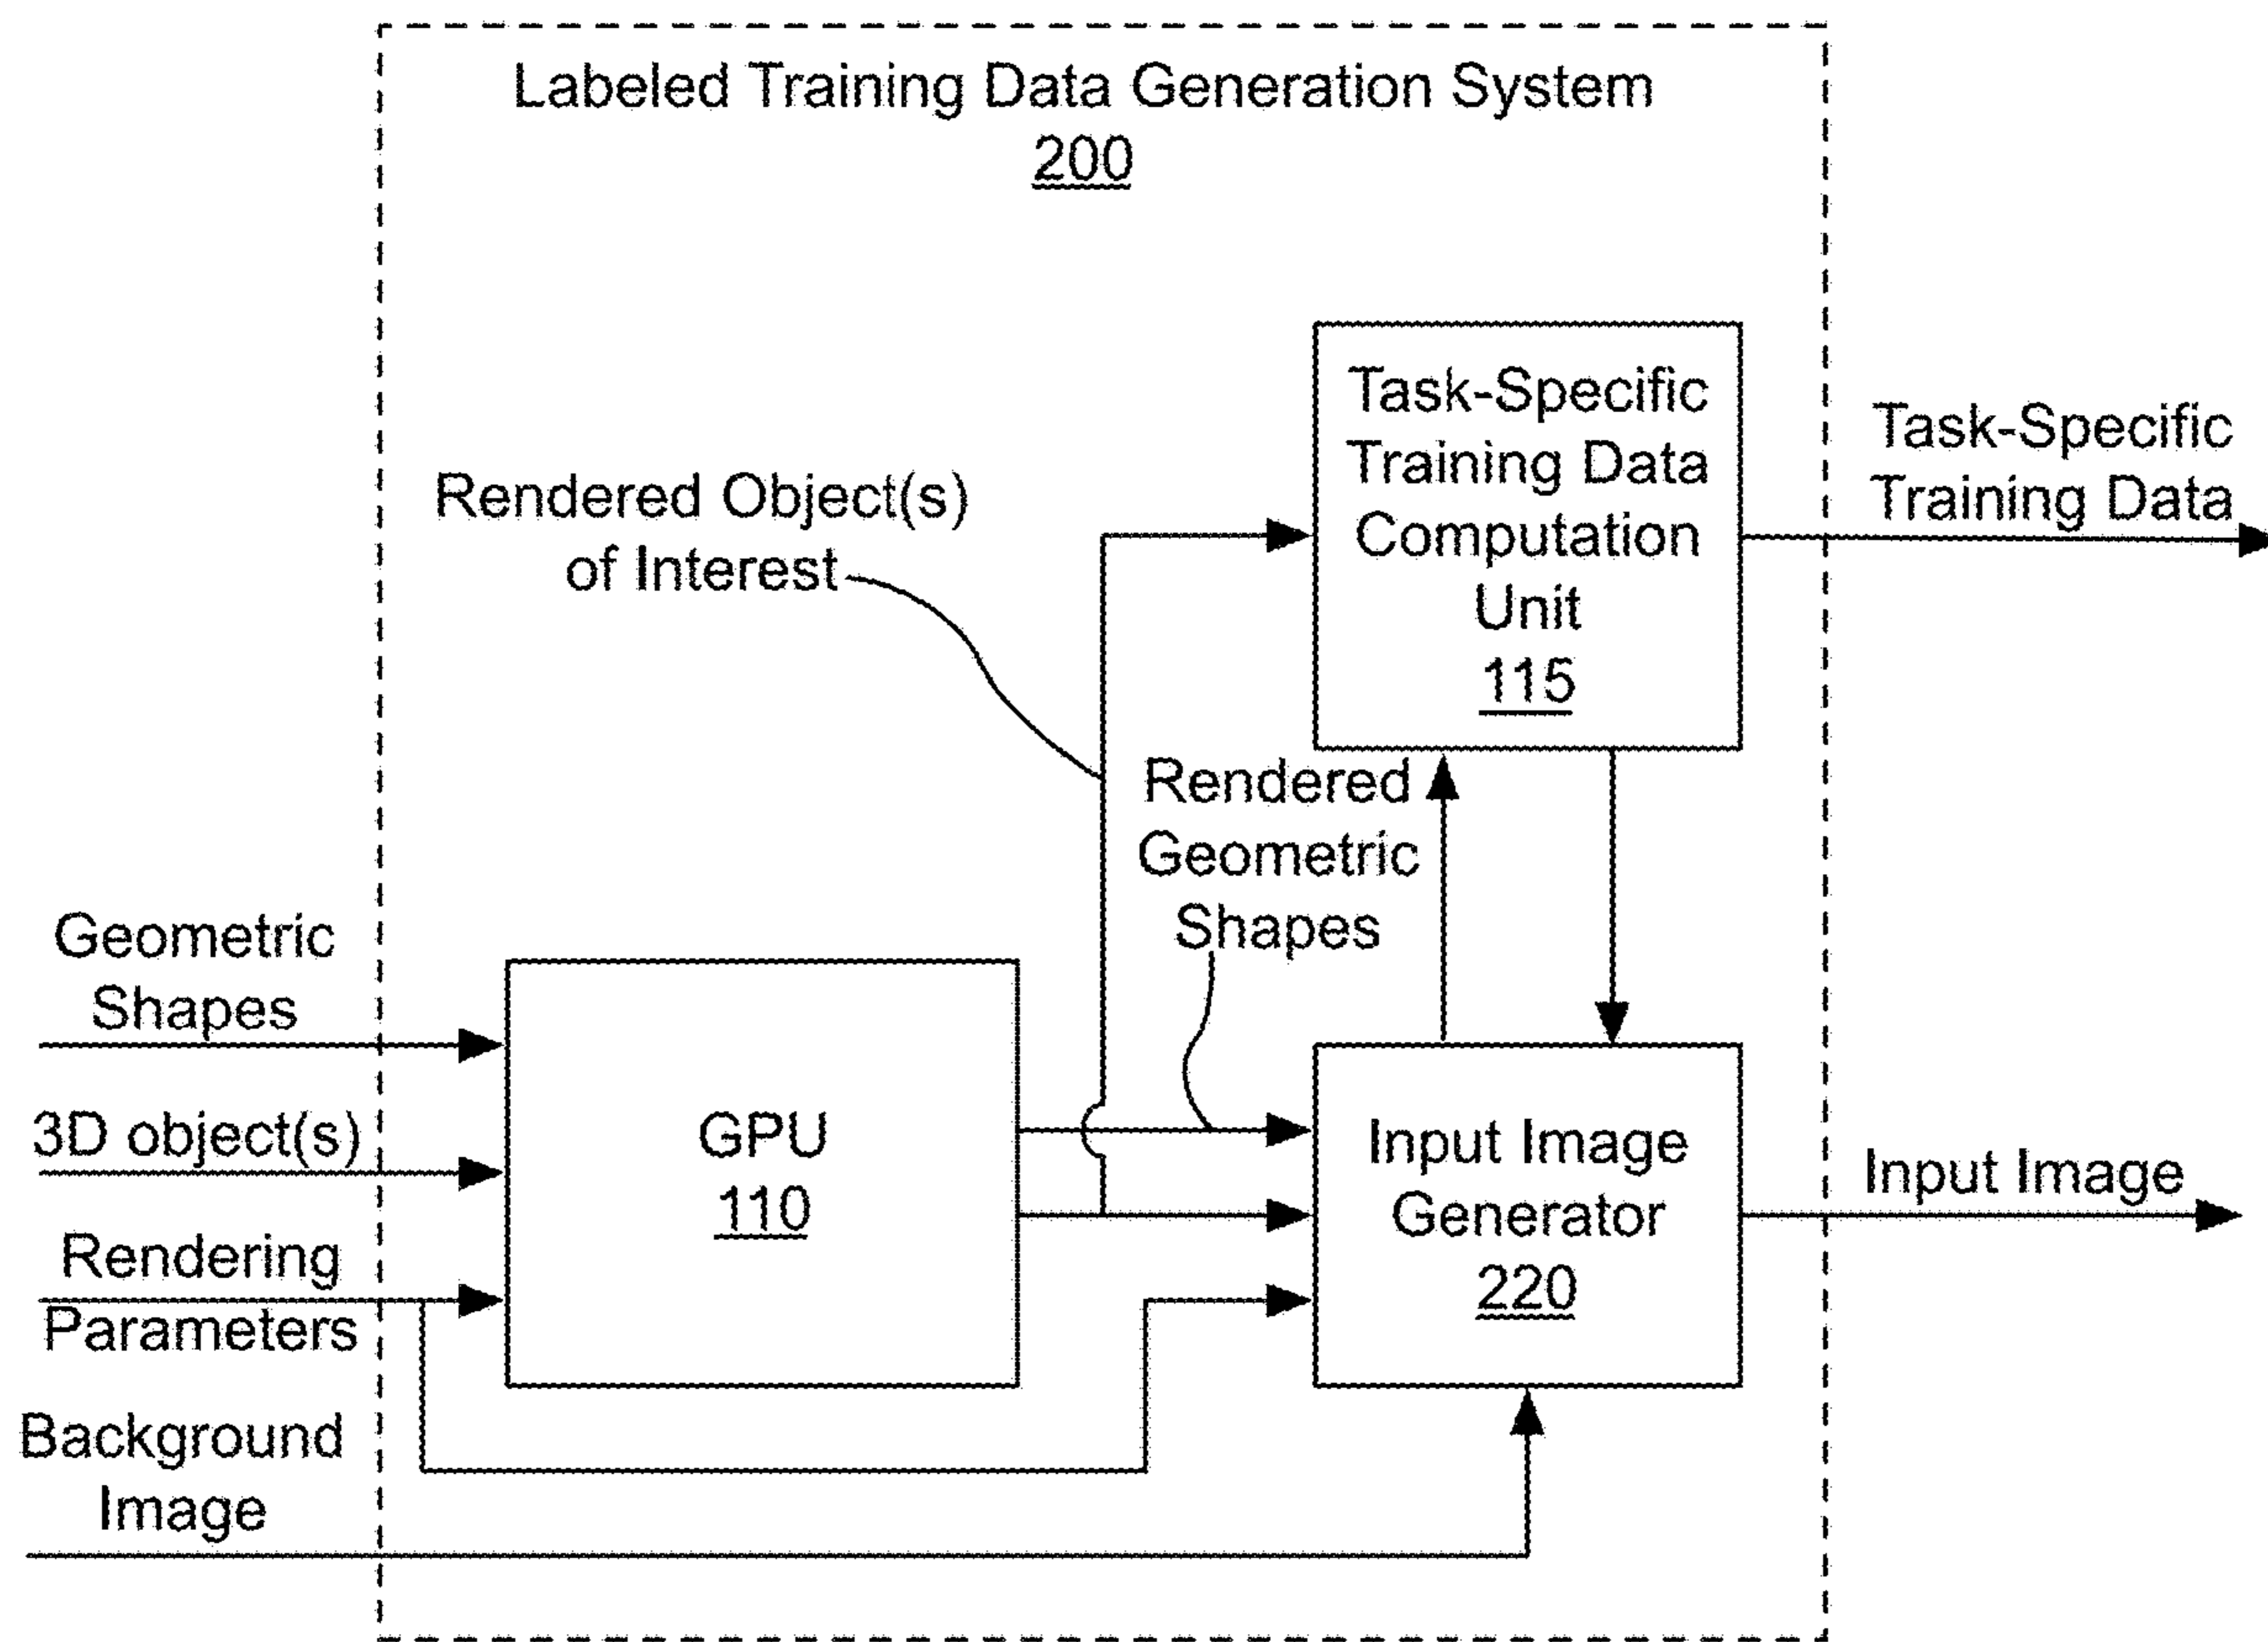 Labeled Training Data Generation System
200
Task-Specific
Training Data
Computation
Unit
115
Task-Specific
Training Data
Rendered Object(s)
of Interest
Rendered
Geometric
Shapes
Geometric
Shapes
3D object(s)
Rendering
Parameters
Background
Image
GPU
110
Input Image
Generator
220
Input Image